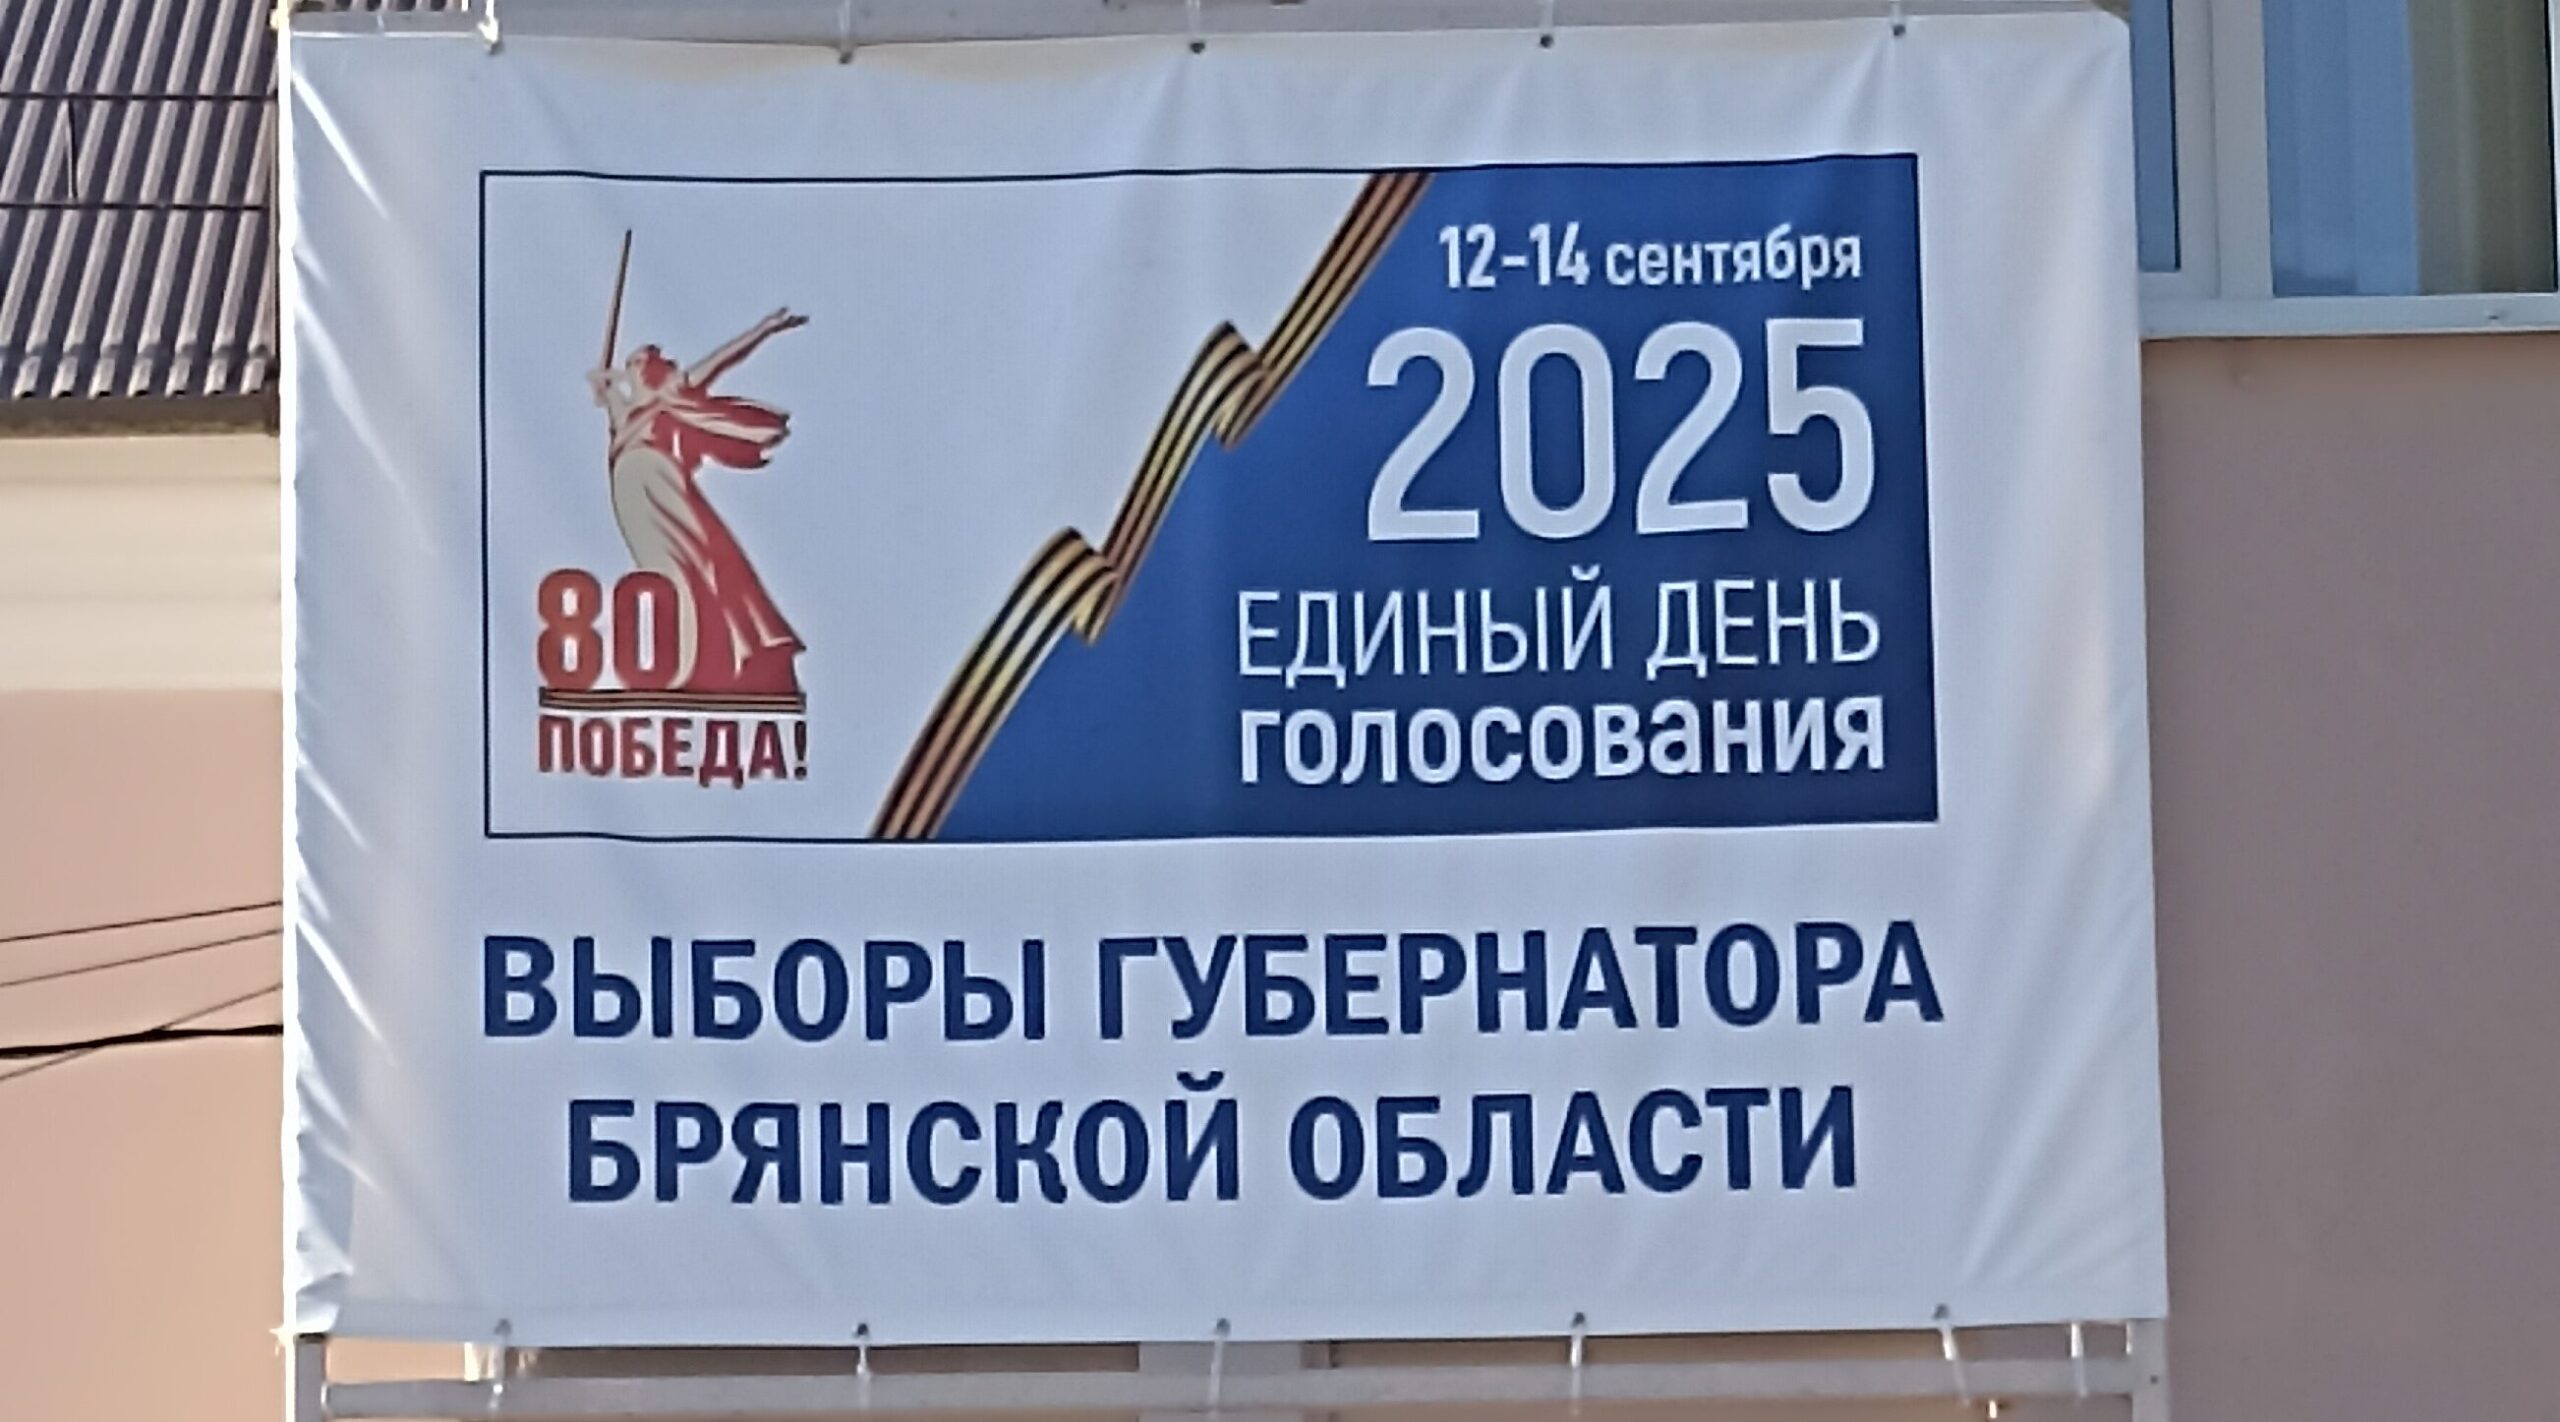 80
ПОБЕДА!
12-14 сентября
2025
ЕДИНЫЙ ДЕНЬ
ГОЛОСОВАНИЯ
ВЫБОРЫ ГУБЕРНАТОРА
БРЯНСКОЙ ОБЛАСТИ